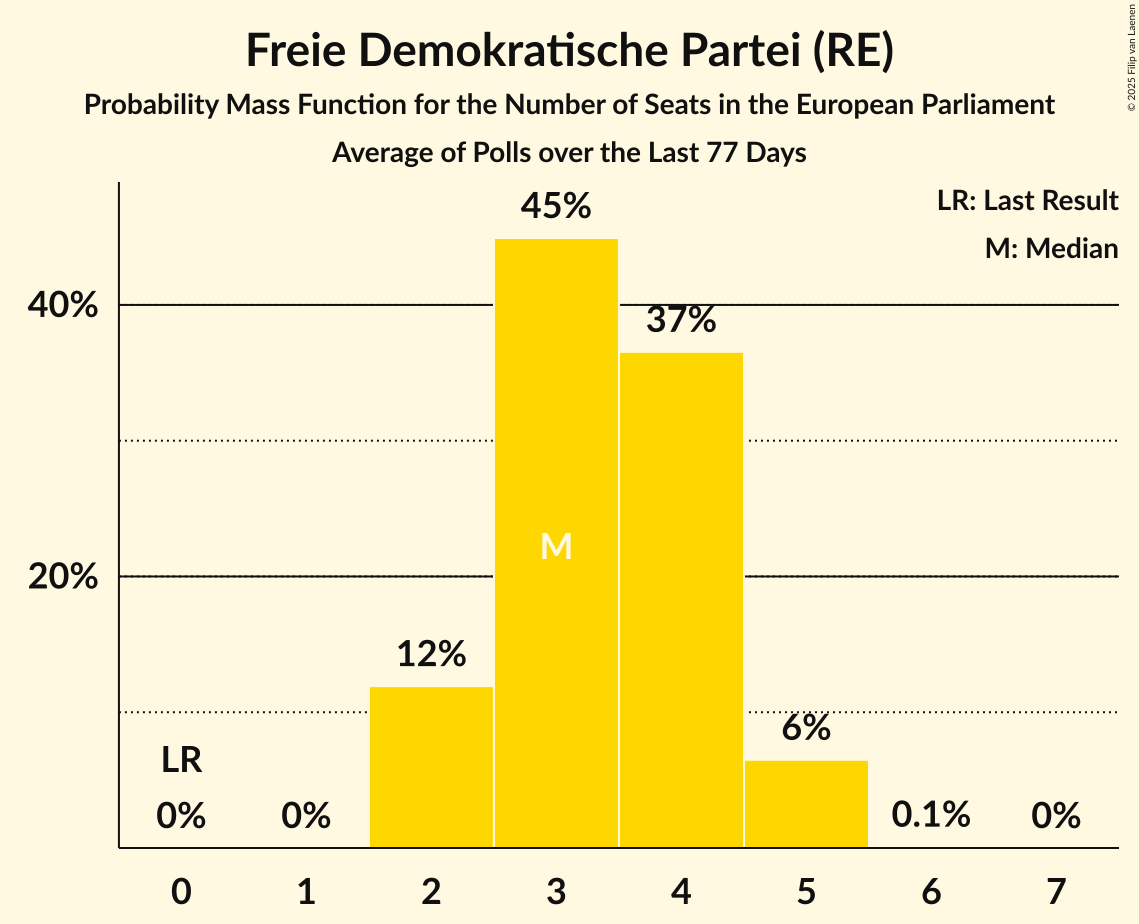 Freie Demokratische Partei (RE)
Probability Mass Function for the Number of Seats in the European Parliament
Average of Polls over the Last 77 Days
© 2025 Filip van Laenen
LR: Last Result
M: Median
45%
40%
37%
M
20%
12%
6%
LR
0%
0%
0.1%
0%
0 1 2 3 4 5 6 7